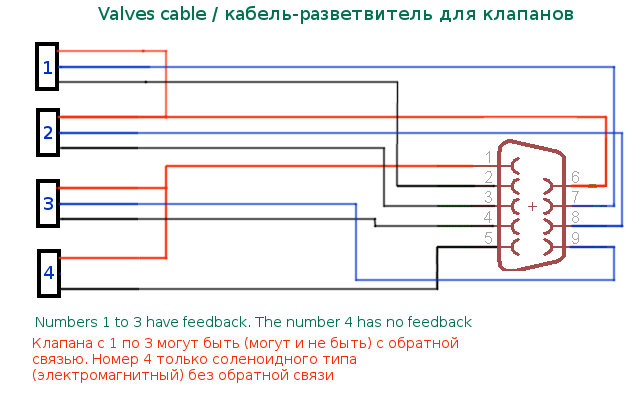 Valves cable / кабель-разветвитель для клапанов
1
2
3
4
1
2
3
4
5
6
7
8
9
Numbers 1 to 3 have feedback. The number 4 has no feedback
Клапана с 1 по 3 могут быть (могут и не быть) с обратной
связью. Номер 4 только соленоидного типа
(электромагнитный) без обратной связи